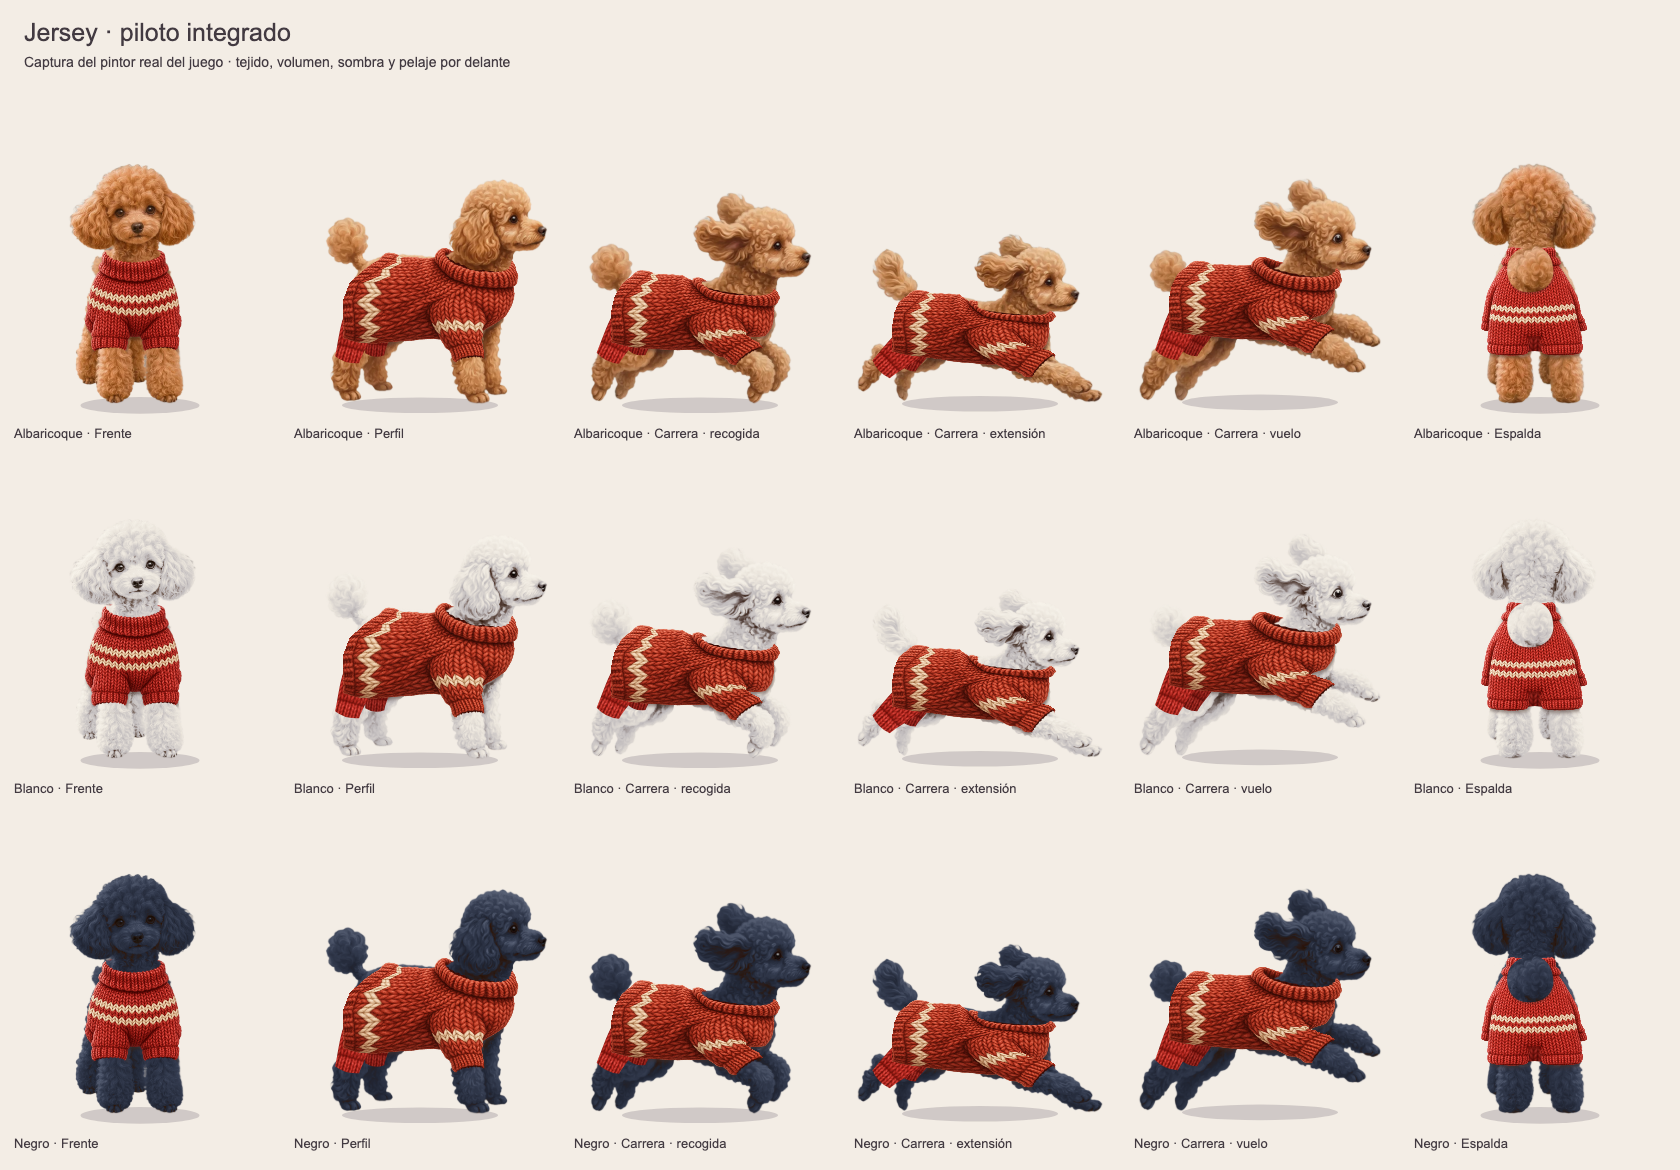 Jersey · piloto integrado
Captura del pintor real del juego · tejido, volumen, sombra y pelaje por delante
Albaricoque · Frente
Albaricoque · Perfil
Albaricoque · Carrera · recogida
Albaricoque · Carrera · extensión
Albaricoque · Carrera · vuelo
Albaricoque · Espalda
Blanco · Frente
Blanco · Perfil
Blanco · Carrera · recogida
Blanco · Carrera · extensión
Blanco · Carrera · vuelo
Blanco · Espalda
Negro · Frente
Negro · Perfil
Negro · Carrera · recogida
Negro · Carrera · extensión
Negro · Carrera · vuelo
Negro · Espalda